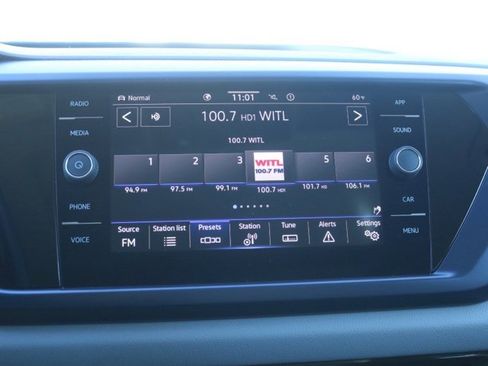 RADIO
MEDIA
PHONE
VOICE
Normal 11:01 60°F
100.7 HD1 WITL
100.7 WITL
1 2 3 WITL 100.7 FM 5 6
94.9 FM 97.5 FM 99.1 FM 100.7 HD1 101.7 HD 106.1 FM
Source Station list Presets Station Tune Alerts Settings
FM
APP
SOUND
CAR
MENU